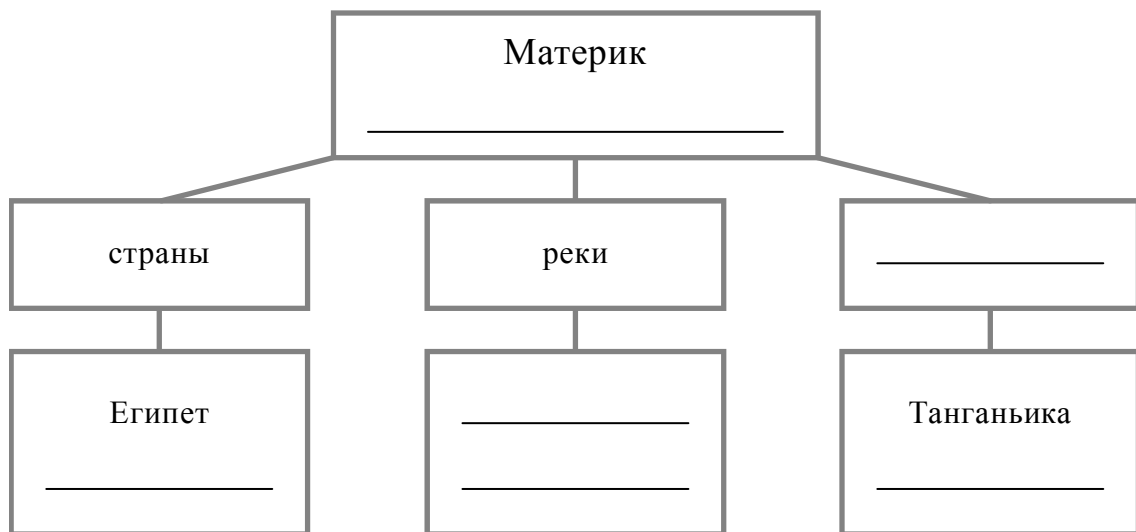 Материк
страны
реки
Египет
Танганьика